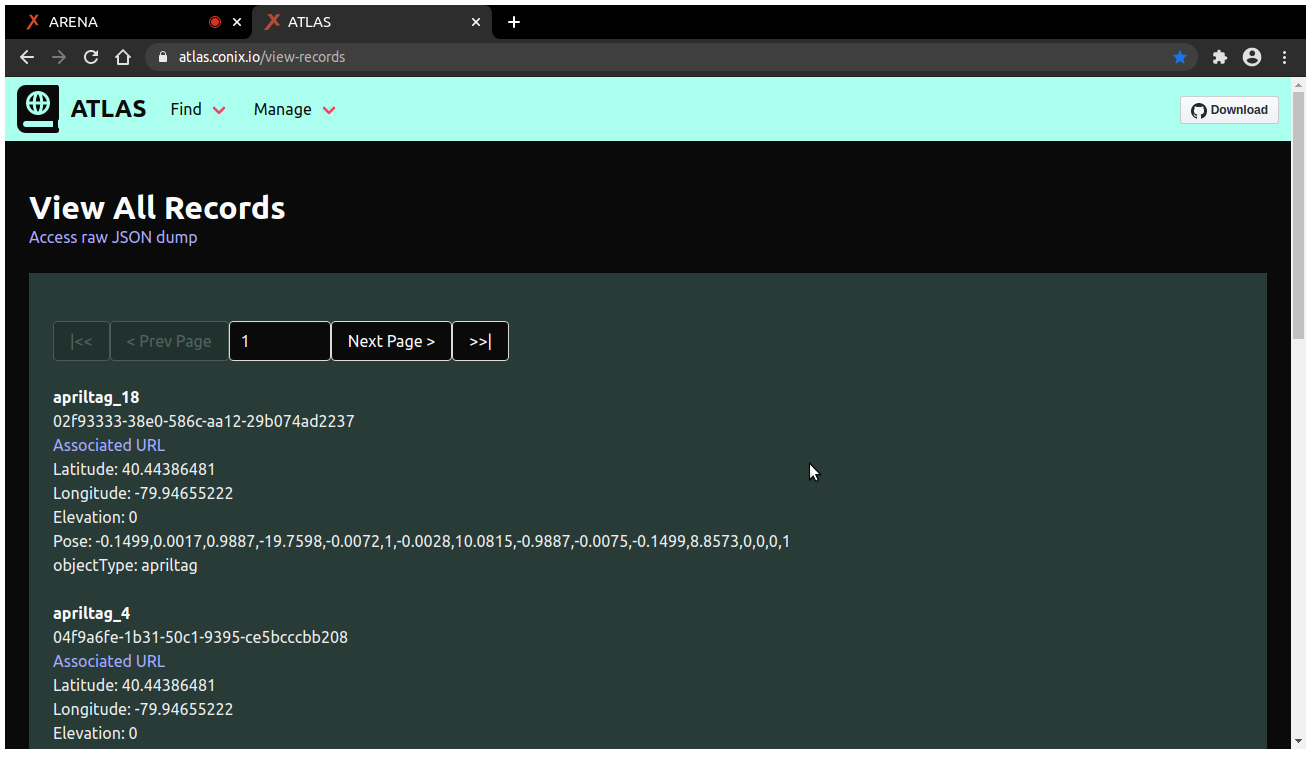 ARENA
ATLAS
atlas.conix.io/view-records
ATLAS Find Manage Download
View All Records
Access raw JSON dump
|<< < Prev Page 1 Next Page > >>|
apriltag_18
02f93333-38e0-586c-aa12-29b074ad2237
Associated URL
Latitude: 40.44386481
Longitude: -79.94655222
Elevation: 0
Pose: -0.1499,0.0017,0.9887,-19.7598,-0.0072,1,-0.0028,10.0815,-0.9887,-0.0075,-0.1499,8.8573,0,0,0,1
objectType: apriltag
apriltag_4
04f9a6fe-1b31-50c1-9395-ce5bcccbb208
Associated URL
Latitude: 40.44386481
Longitude: -79.94655222
Elevation: 0